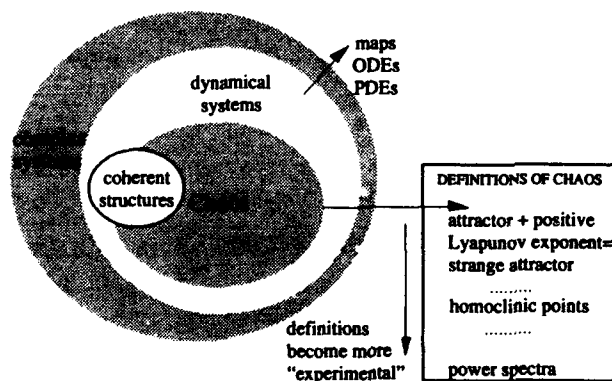 maps
ODEs
PDEs
dynamical
systems
coherent
structures
DEFINITIONS OF CHAOS
attractor + positive
Lyapunov exponent=
strange attractor
..........
homoclinic points
..........
power spectra
definitions
become more
"experimental"